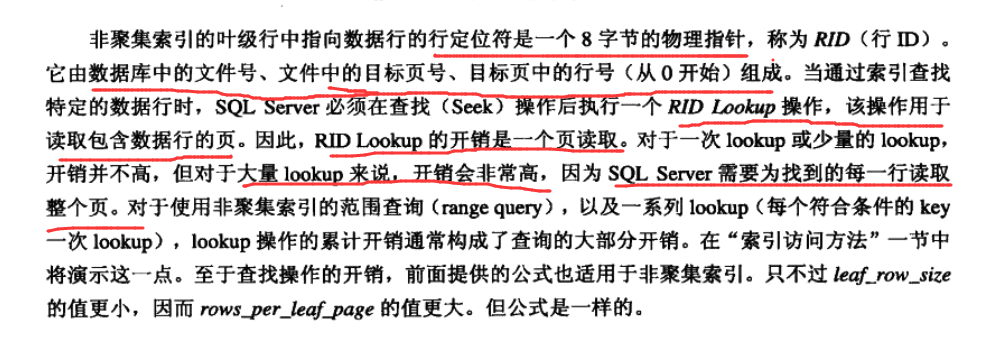 非聚集索引的叶级行中指向数据行的行定位符是一个 8 字节的物理指针，称为 RID（行 ID）。
它由数据库中的文件号、文件中的目标页号、目标页中的行号（从 0 开始）组成。当通过索引查找
特定的数据行时，SQL Server 必须在查找（Seek）操作后执行一个 RID Lookup 操作，该操作用于
读取包含数据行的页。因此，RID Lookup 的开销是一个页读取。对于一次 lookup 或少量的 lookup，
开销并不高，但对于大量 lookup 来说，开销会非常高，因为 SQL Server 需要为找到的每一行读取
整个页。对于使用非聚集索引的范围查询（range query），以及一系列 lookup（每个符合条件的 key
一次 lookup），lookup 操作的累计开销通常构成了查询的大部分开销。在“索引访问方法”一节中
将演示这一点。至于查找操作的开销，前面提供的公式也适用于非聚集索引。只不过 leaf_row_size
的值更小，因而 rows_per_leaf_page 的值更大。但公式是一样的。